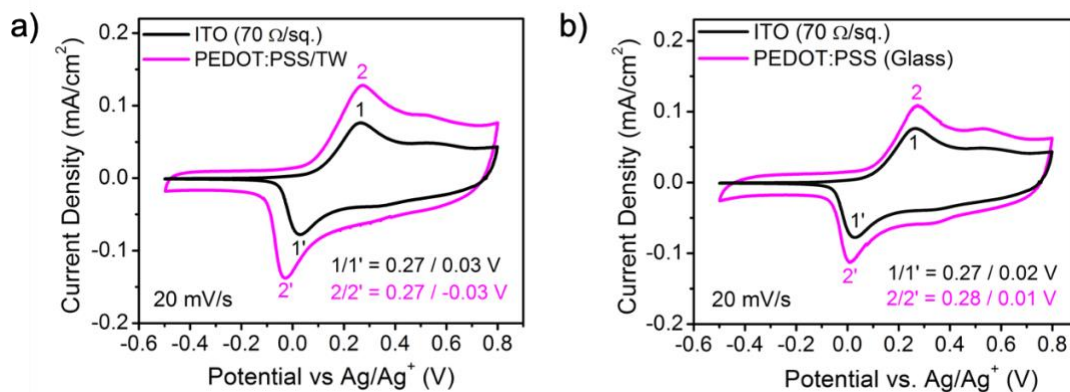 a)
ITO (70 Ω/sq.)
PEDOT:PSS/TW
2
1
1'
2'
1/1' = 0.27 / 0.03 V
2/2' = 0.27 / -0.03 V
20 mV/s
0.2
0.1
0.0
-0.1
-0.2
Current Density (mA/cm²)
-0.6 -0.4 -0.2 0.0 0.2 0.4 0.6 0.8
Potential vs Ag/Ag⁺ (V)
b)
ITO (70 Ω/sq.)
PEDOT:PSS (Glass)
2
1
1'
2'
1/1' = 0.27 / 0.02 V
2/2' = 0.28 / 0.01 V
20 mV/s
0.2
0.1
0.0
-0.1
-0.2
Current Density (mA/cm²)
-0.6 -0.4 -0.2 0.0 0.2 0.4 0.6 0.8
Potential vs. Ag/Ag⁺ (V)